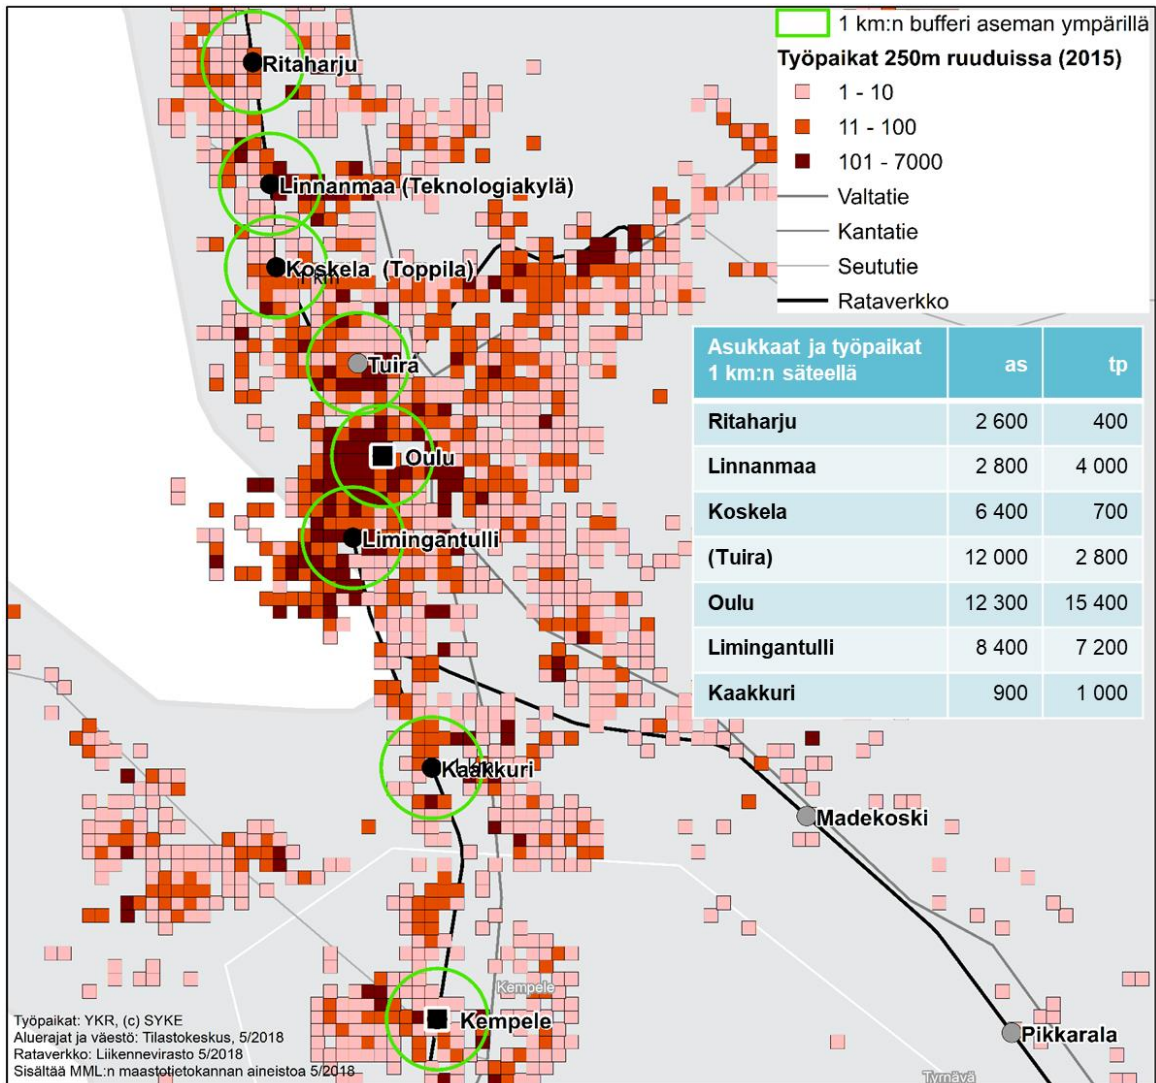 1 km:n bufferi aseman ympärillä
Työpaikat 250m ruuduissa (2015)
1 - 10
11 - 100
101 - 7000
Valtatie
Kantatie
Seututie
Rataverkko
Ritaharju
Linnanmaa (Teknologiakylä)
Koskela (Toppila)
1 km
Tuira
Oulu
Limingantulli
Kaakkuri
Madekoski
Kempele
Kempele
Pikkarala
Tyrnävä
Asukkaat ja työpaikat as tp
1 km:n säteellä
Ritaharju 2 600 400
Linnanmaa 2 800 4 000
Koskela 6 400 700
(Tuira) 12 000 2 800
Oulu 12 300 15 400
Limingantulli 8 400 7 200
Kaakkuri 900 1 000
Työpaikat: YKR, (c) SYKE
Aluerajat ja väestö: Tilastokeskus, 5/2018
Rataverkko: Liikennevirasto 5/2018
Sisältää MML:n maastotietokannan aineistoa 5/2018